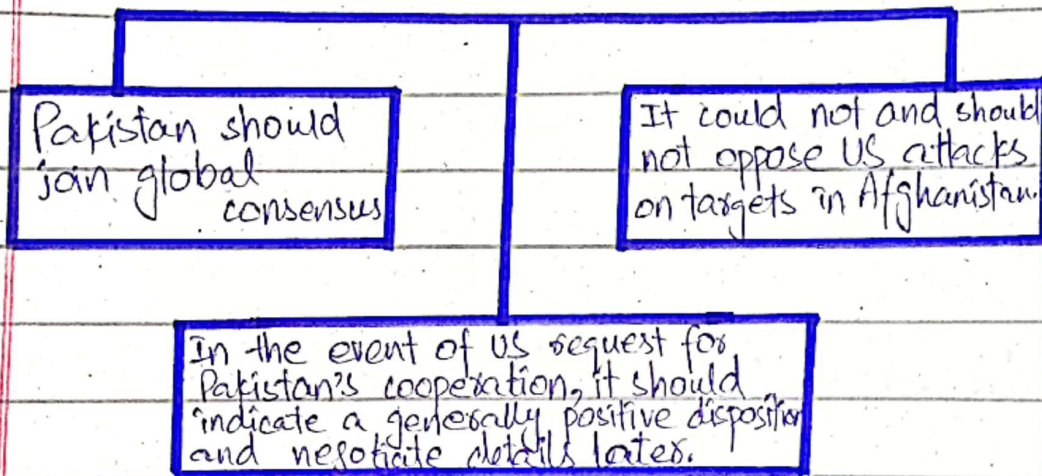 Pakistan should
join global
consensus
It could not and should
not oppose US attacks
on targets in Afghanistan.
In the event of US request for
Pakistan's cooperation, it should
indicate a generally positive disposition
and negotiate details later.